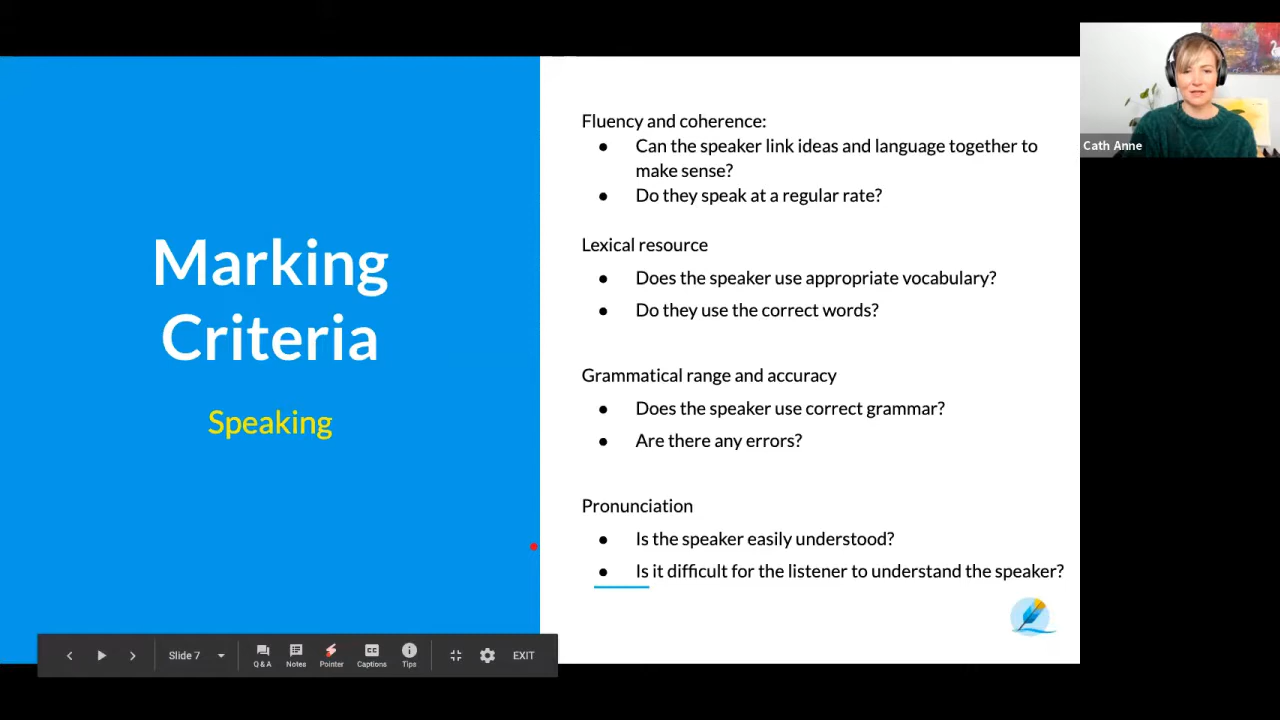 Marking
Criteria
Speaking
Fluency and coherence:
● Can the speaker link ideas and language together to
make sense?
● Do they speak at a regular rate?
Lexical resource
● Does the speaker use appropriate vocabulary?
● Do they use the correct words?
Grammatical range and accuracy
● Does the speaker use correct grammar?
● Are there any errors?
Pronunciation
● Is the speaker easily understood?
● Is it difficult for the listener to understand the speaker?
Cath Anne
Slide 7
Q & A
Notes
Pointer
Captions
Tips
EXIT